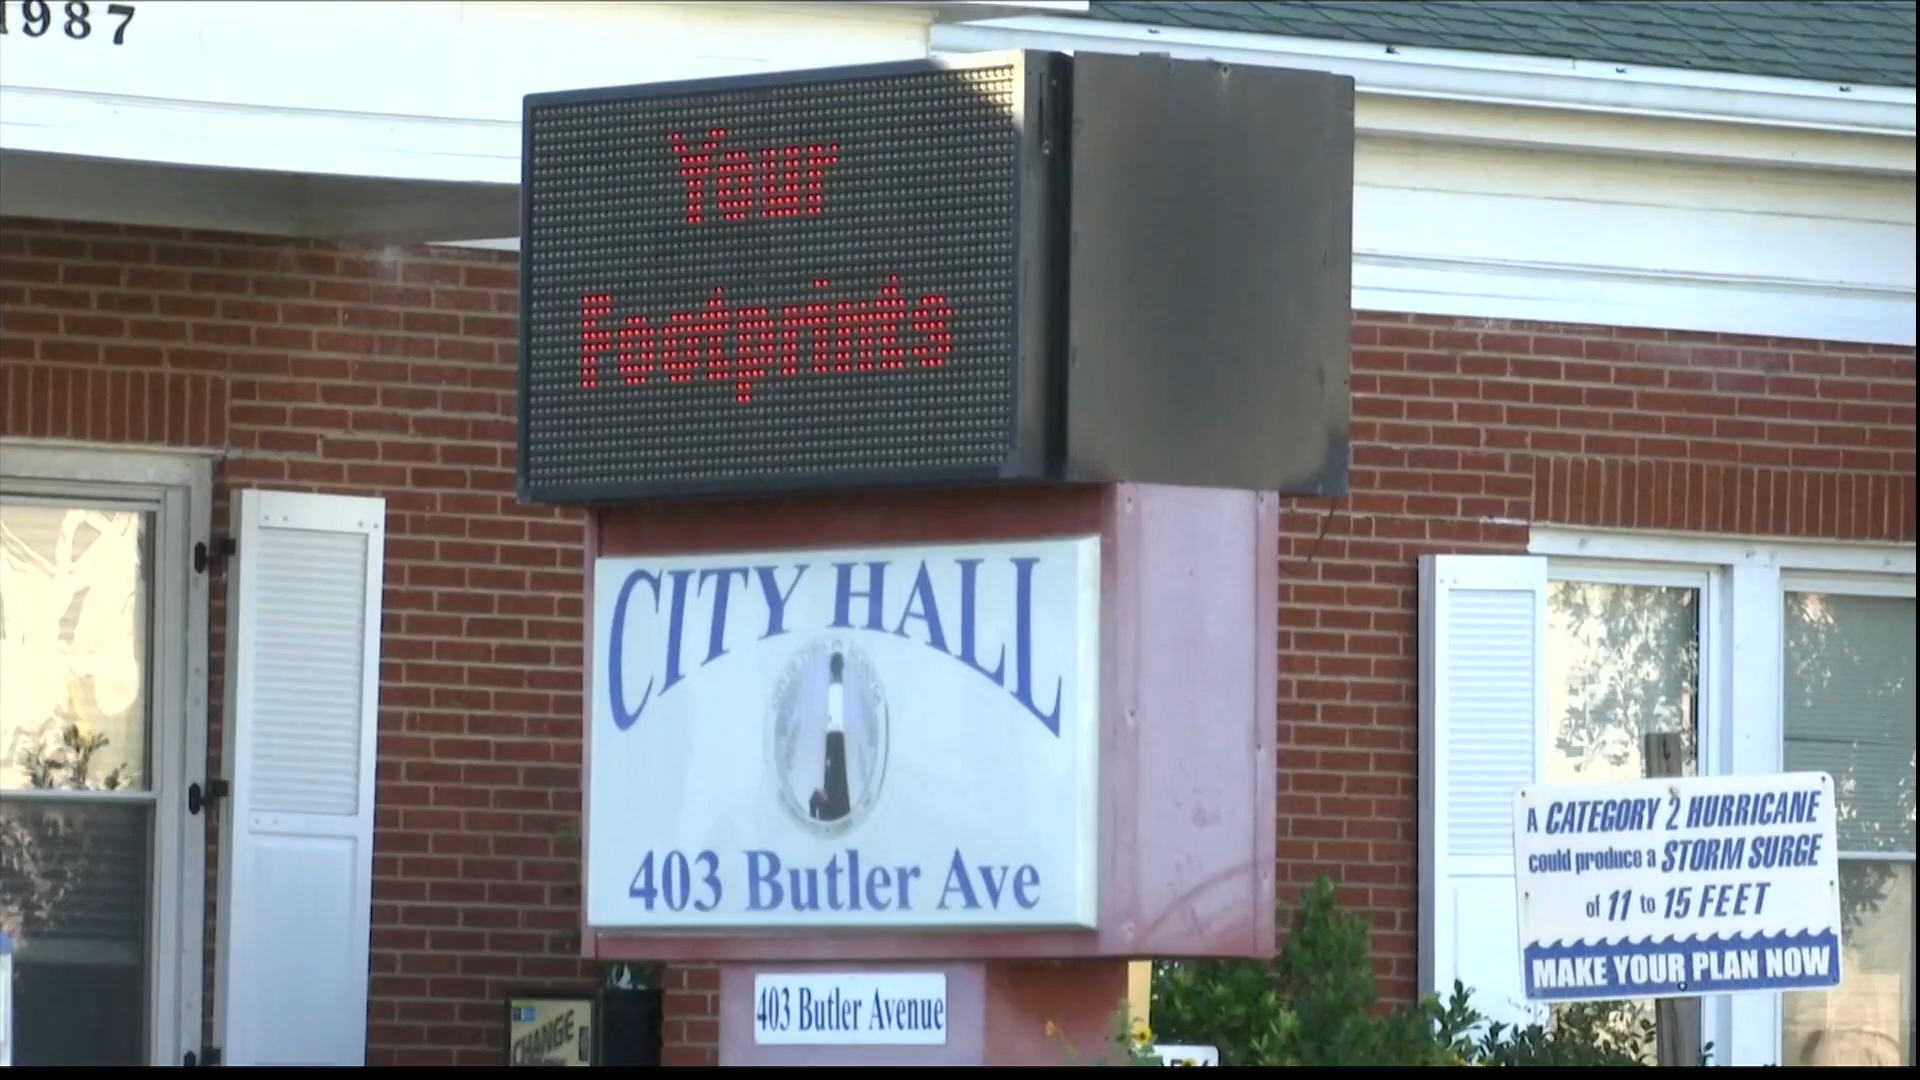 1987
Your
Footprints
CITY HALL
403 Butler Ave
403 Butler Avenue
CHANGE
A CATEGORY 2 HURRICANE
could produce a STORM SURGE
of 11 to 15 FEET
MAKE YOUR PLAN NOW